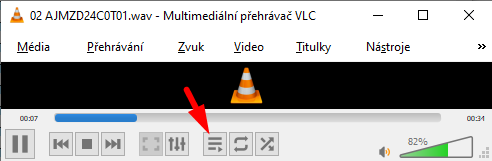 02 AJMZD24C0T01.wav - Multimediální přehrávač VLC
Média Přehrávání Zvuk Video Titulky Nástroje »
00:07 00:34
82%